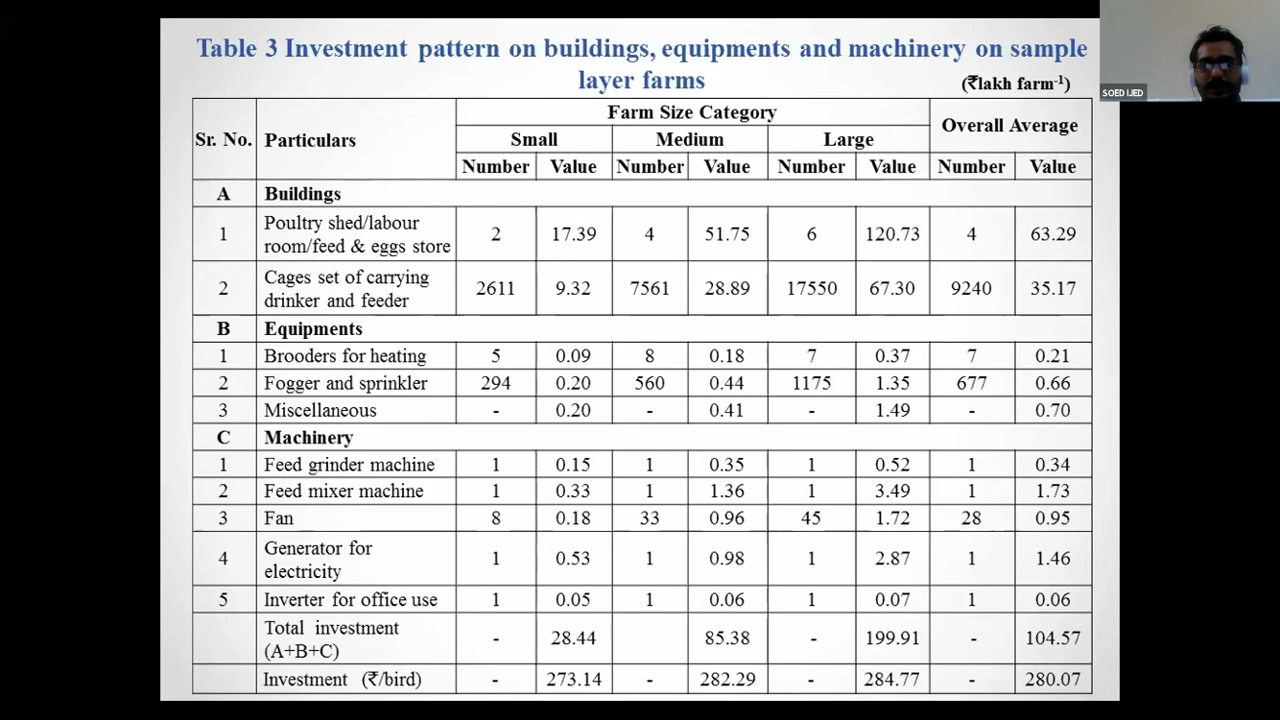 Table 3 Investment pattern on buildings, equipments and machinery on sample
layer farms
(₹lakh farm-1)
SOED IJED
Sr. No. Particulars Farm Size Category Overall Average
Small Medium Large
Number Value Number Value Number Value Number Value
A Buildings
1 Poultry shed/labour
room/feed & eggs store 2 17.39 4 51.75 6 120.73 4 63.29
2 Cages set of carrying
drinker and feeder 2611 9.32 7561 28.89 17550 67.30 9240 35.17
B Equipments
1 Brooders for heating 5 0.09 8 0.18 7 0.37 7 0.21
2 Fogger and sprinkler 294 0.20 560 0.44 1175 1.35 677 0.66
3 Miscellaneous - 0.20 - 0.41 - 1.49 - 0.70
C Machinery
1 Feed grinder machine 1 0.15 1 0.35 1 0.52 1 0.34
2 Feed mixer machine 1 0.33 1 1.36 1 3.49 1 1.73
3 Fan 8 0.18 33 0.96 45 1.72 28 0.95
4 Generator for
electricity 1 0.53 1 0.98 1 2.87 1 1.46
5 Inverter for office use 1 0.05 1 0.06 1 0.07 1 0.06
Total investment
(A+B+C) - 28.44 85.38 - 199.91 - 104.57
Investment (₹/bird) - 273.14 - 282.29 - 284.77 - 280.07